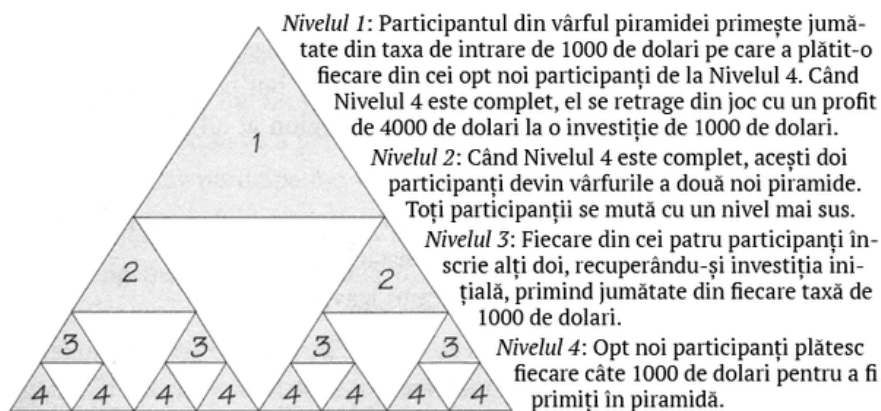 Nivelul 1: Participantul din vârful piramidei primește jumă-
tate din taxa de intrare de 1000 de dolari pe care a plătit-o
fiecare din cei opt noi participanți de la Nivelul 4. Când
Nivelul 4 este complet, el se retrage din joc cu un profit
de 4000 de dolari la o investiție de 1000 de dolari.
1
Nivelul 2: Când Nivelul 4 este complet, acești doi
participanți devin vârfurile a două noi piramide.
Toți participanții se mută cu un nivel mai sus.
2 2
Nivelul 3: Fiecare din cei patru participanți în-
scrie alți doi, recuperându-și investiția ini-
țială, primind jumătate din fiecare taxă de
1000 de dolari.
3 3 3 3
Nivelul 4: Opt noi participanți plătesc
fiecare câte 1000 de dolari pentru a fi
primiți în piramidă.
4 4 4 4 4 4 4 4